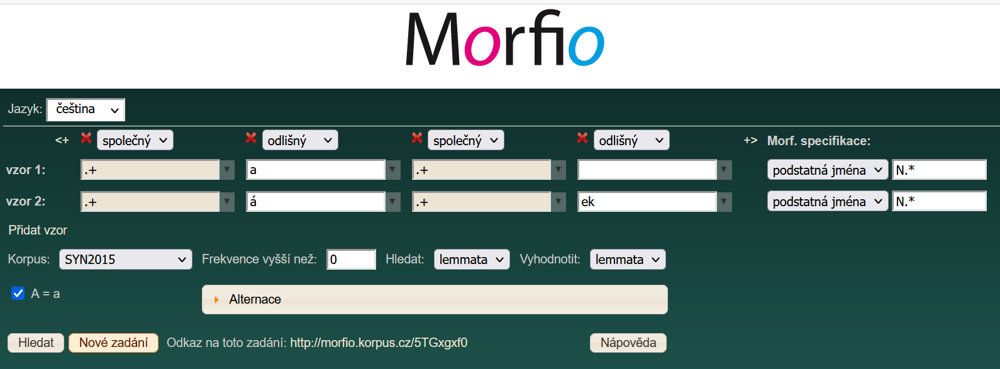 Morfio
Jazyk: čeština
<+ společný odlišný společný odlišný +> Morf. specifikace:
vzor 1: .+ a .+ podstatná jména N.*
vzor 2: .+ á .+ ek podstatná jména N.*
Přidat vzor
Korpus: SYN2015 Frekvence vyšší než: 0 Hledat: lemmata Vyhodnotit: lemmata
A = a Alternace
Hledat Nové zadání Odkaz na toto zadání: http://morfio.korpus.cz/5TGxgxf0 Nápověda